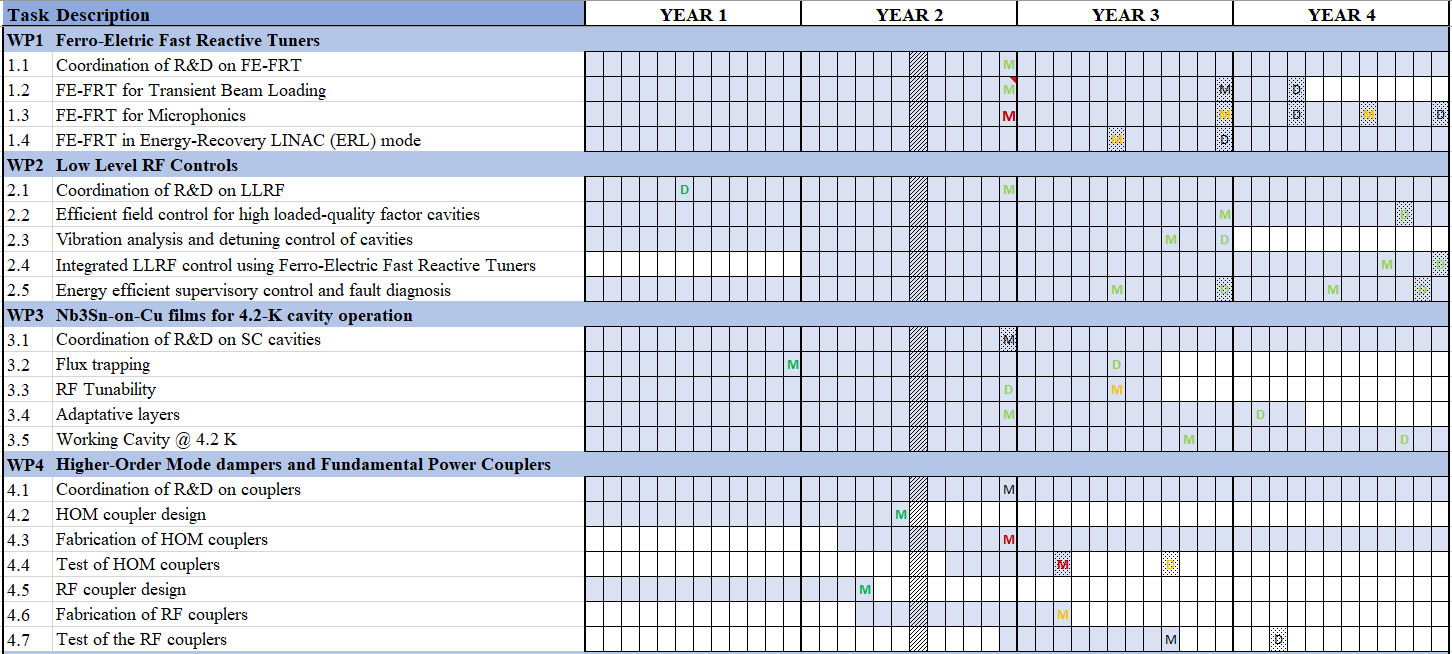 Task Description YEAR 1 YEAR 2 YEAR 3 YEAR 4
WP1 Ferro-Eletric Fast Reactive Tuners
1.1 Coordination of R&D on FE-FRT M
1.2 FE-FRT for Transient Beam Loading M M D
1.3 FE-FRT for Microphonics M M D M D
1.4 FE-FRT in Energy-Recovery LINAC (ERL) mode M D
WP2 Low Level RF Controls
2.1 Coordination of R&D on LLRF D M
2.2 Efficient field control for high loaded-quality factor cavities M D
2.3 Vibration analysis and detuning control of cavities M D
2.4 Integrated LLRF control using Ferro-Electric Fast Reactive Tuners M D
2.5 Energy efficient supervisory control and fault diagnosis M D M D
WP3 Nb3Sn-on-Cu films for 4.2-K cavity operation
3.1 Coordination of R&D on SC cavities M
3.2 Flux trapping M D
3.3 RF Tunability D M
3.4 Adaptative layers M D
3.5 Working Cavity @ 4.2 K M D
WP4 Higher-Order Mode dampers and Fundamental Power Couplers
4.1 Coordination of R&D on couplers M
4.2 HOM coupler design M
4.3 Fabrication of HOM couplers M
4.4 Test of HOM couplers M D
4.5 RF coupler design M
4.6 Fabrication of RF couplers M
4.7 Test of the RF couplers M D